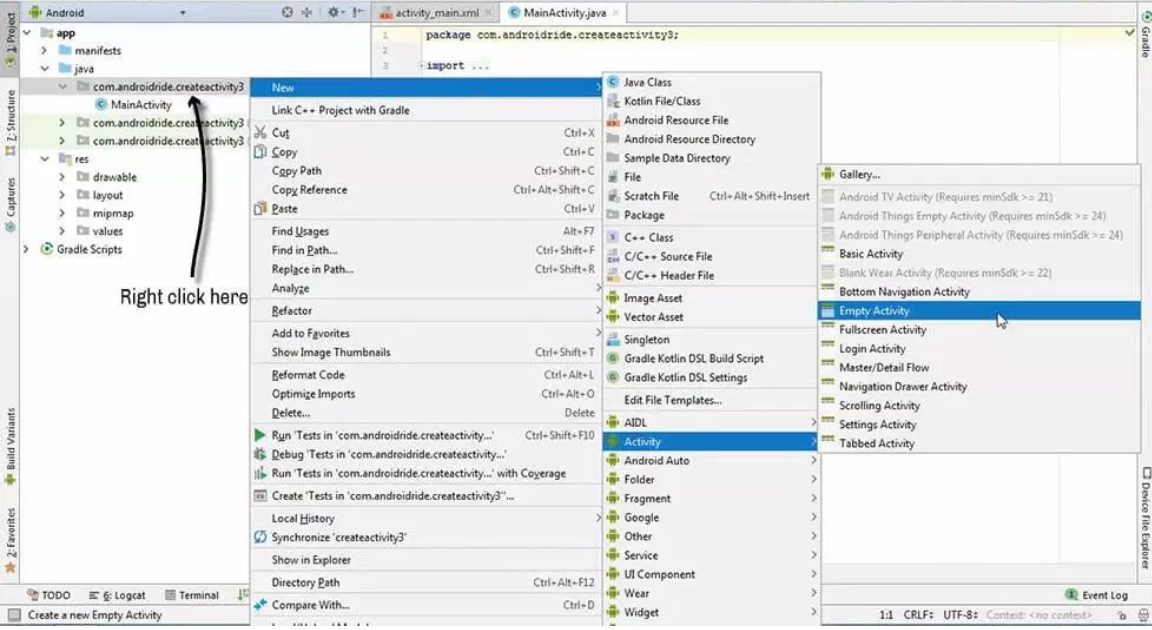 Android
activity_main.xml
MainActivity.java
1: Project
app
manifests
java
com.androidride.createactivity3
MainActivity
com.androidride.createactivity3
com.androidride.createactivity3
res
drawable
layout
mipmap
values
Gradle Scripts
Right click here
Z: Structure
Captures
Build Variants
2: Favorites
1
2
3
package com.androidride.createactivity3;
import ...
Gradle
Device File Explorer
New
Link C++ Project with Gradle
Cut Ctrl+X
Copy Ctrl+C
Copy Path Ctrl+Shift+C
Copy Reference Ctrl+Alt+Shift+C
Paste Ctrl+V
Find Usages Alt+F7
Find in Path... Ctrl+Shift+F
Replace in Path... Ctrl+Shift+R
Analyze
Refactor
Add to Favorites
Show Image Thumbnails Ctrl+Shift+T
Reformat Code Ctrl+Alt+L
Optimize Imports Ctrl+Alt+O
Delete... Delete
Run 'Tests in 'com.androidride.createactivity...' Ctrl+Shift+F10
Debug 'Tests in 'com.androidride.createactivity...'
Run 'Tests in 'com.androidride.createactivity...' with Coverage
Create 'Tests in 'com.androidride.createactivity3''...
Local History
Synchronize 'createactivity3'
Show in Explorer
Directory Path Ctrl+Alt+F12
Compare With... Ctrl+D
Java Class
Kotlin File/Class
Android Resource File
Android Resource Directory
Sample Data Directory
File
Scratch File Ctrl+Alt+Shift+Insert
Package
C++ Class
C/C++ Source File
C/C++ Header File
Image Asset
Vector Asset
Singleton
Gradle Kotlin DSL Build Script
Gradle Kotlin DSL Settings
Edit File Templates...
AIDL
Activity
Android Auto
Folder
Fragment
Google
Other
Service
UI Component
Wear
Widget
Gallery...
Android TV Activity (Requires minSdk >= 21)
Android Things Empty Activity (Requires minSdk >= 24)
Android Things Peripheral Activity (Requires minSdk >= 24)
Basic Activity
Blank Wear Activity (Requires minSdk >= 22)
Bottom Navigation Activity
Empty Activity
Fullscreen Activity
Login Activity
Master/Detail Flow
Navigation Drawer Activity
Scrolling Activity
Settings Activity
Tabbed Activity
TODO
6: Logcat
Terminal
Event Log
Create a new Empty Activity
1:1 CRLF: UTF-8: Context: <no context>